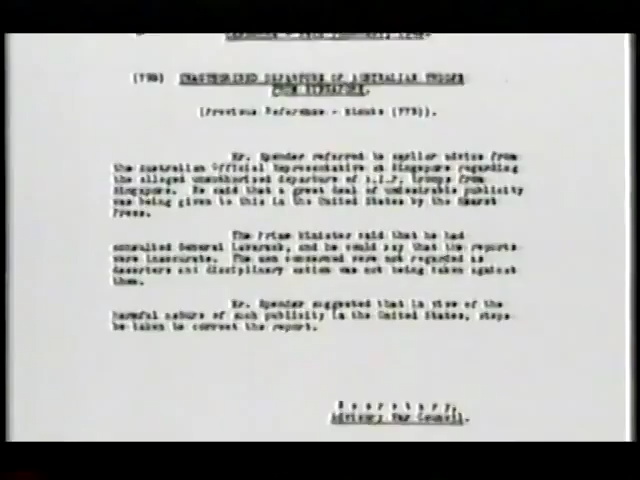 UNAUTHORISED DEPARTURE OF AUSTRALIAN TROOPS
FROM SINGAPORE.
(Previous Reference - Minute (773)).
Mr. Spender referred to earlier advice from
the Australian Official Representative at Singapore regarding
the alleged unauthorised departure of A.I.F. troops from
Singapore. He said that a great deal of undesirable publicity
was being given to this in the United States by the Hearst
Press.
The Prime Minister said that he had
consulted General Lavarack, and he could say that the reports
were inaccurate. The men concerned were not regarded as
deserters and disciplinary action was not being taken against
them.
Mr. Spender suggested that in view of the
harmful nature of such publicity in the United States, steps
be taken to correct the report.
Secretary,
Advisory War Council.